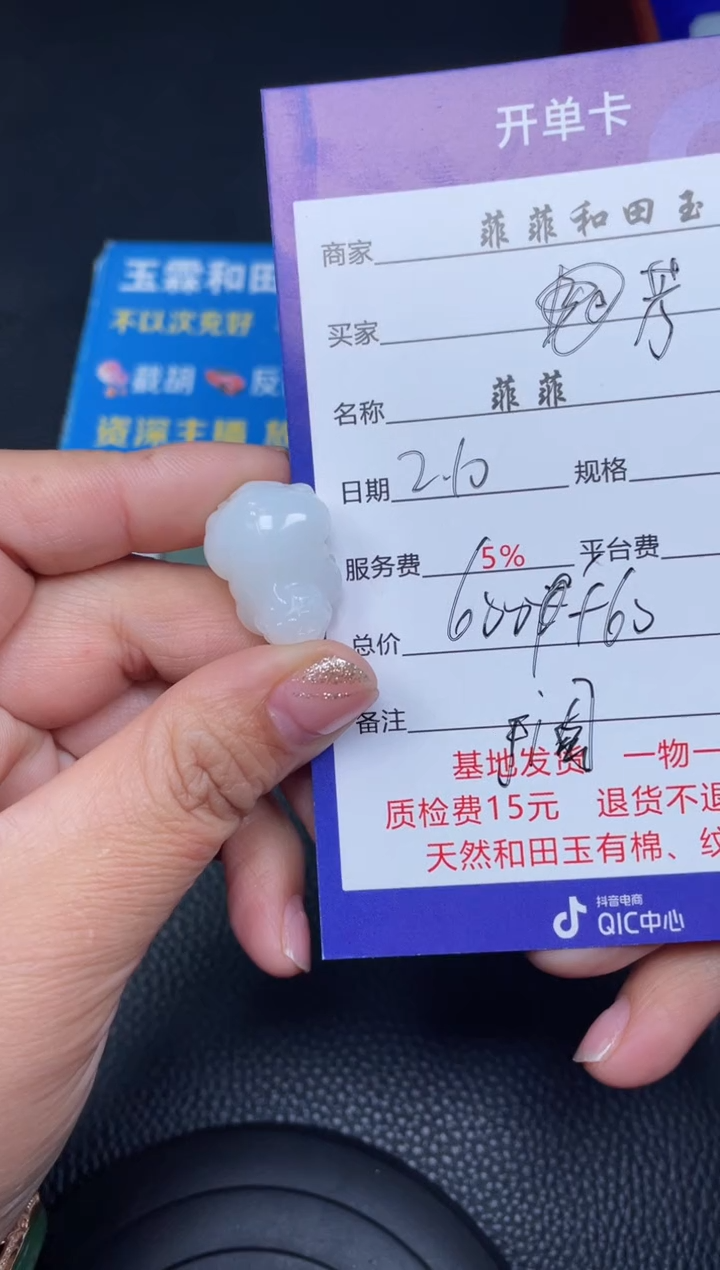 开单卡
商家 菲菲和田玉
买家 芳
名称 菲菲
日期 2.10 规格
服务费 5% 平台费
总价
备注
基地发货 一物一
质检费15元 退货不退
天然和田玉有棉、纹
抖音电商
QIC中心
玉霖和田
不以次充好
截胡 反
资深主播